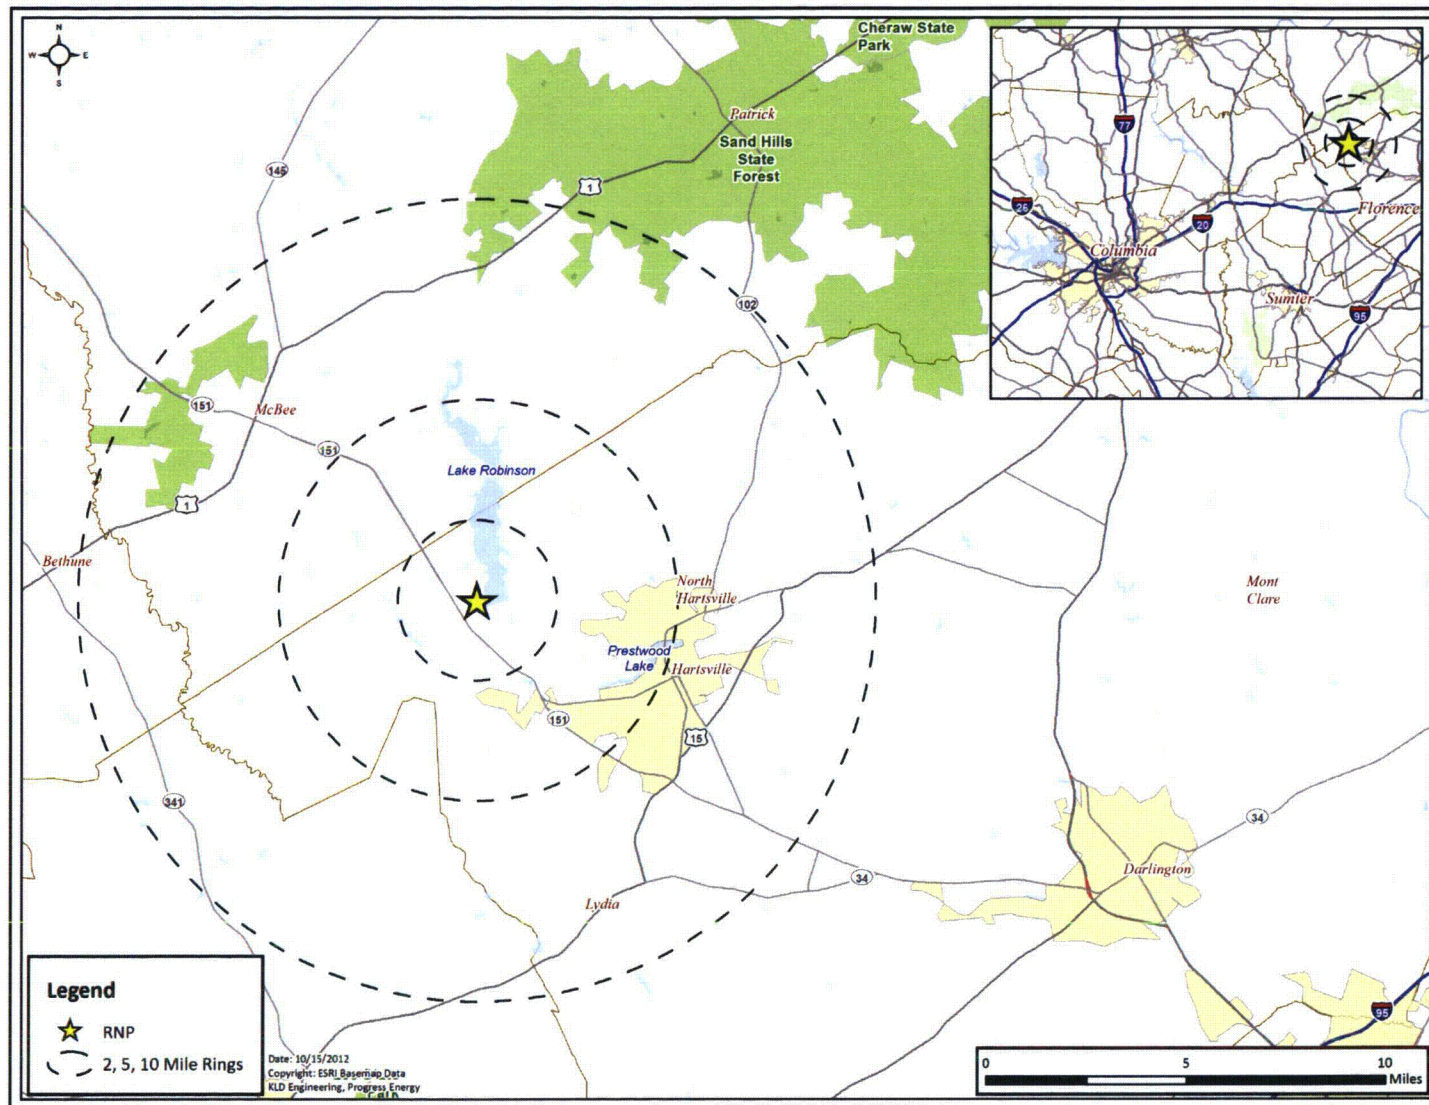 N
W E
S
Cheraw State
Park
Patrick
Sand Hills
State
Forest
145
1
77
26
20
Florence
Columbia
Sumter
95
102
151
McBee
151
Lake Robinson
1
Bethune
North
Hartsville
Mont
Clare
Prestwood
Lake
Hartsville
151
15
341
34
34
Darlington
Lydia
95
Legend
RNP
2, 5, 10 Mile Rings
Date: 10/15/2012
Copyright: ESRI Basemap Data
KLD Engineering, Progress Energy
0 5 10
Miles